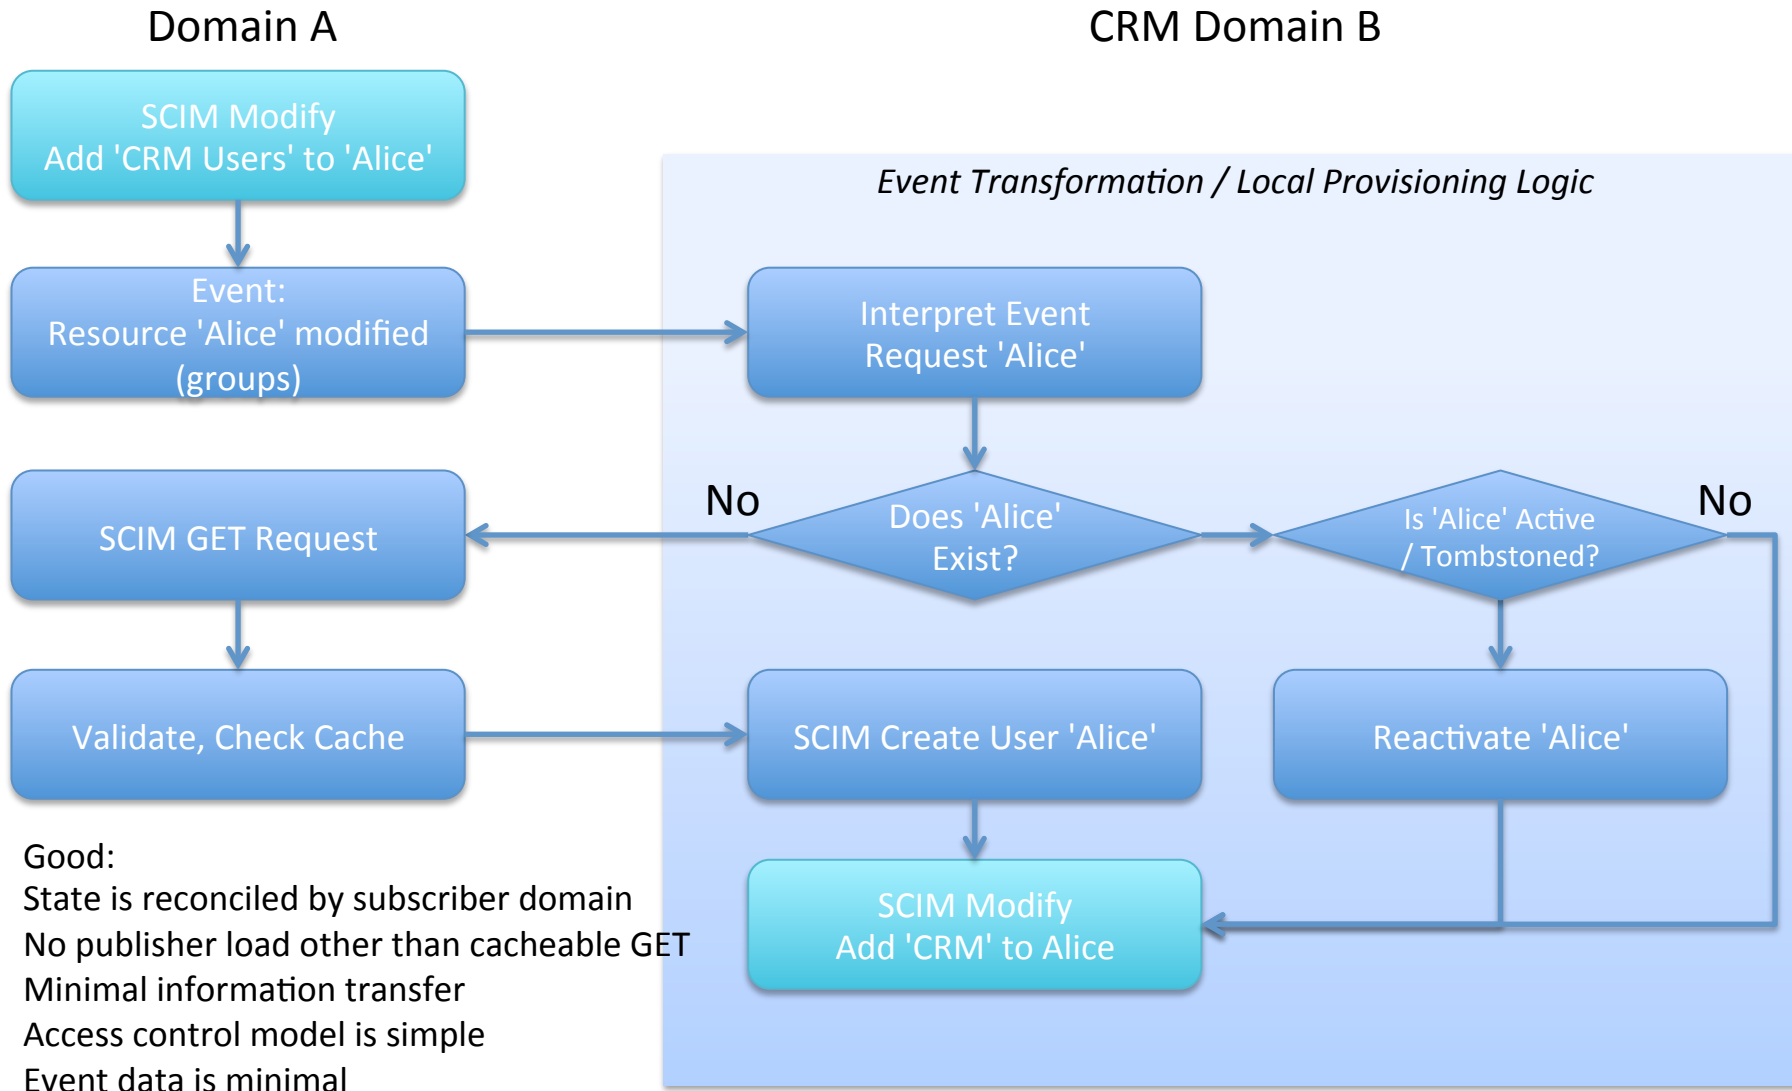 Domain A
CRM Domain B
SCIM Modify
Add 'CRM Users' to 'Alice'
Event Transformation / Local Provisioning Logic
Event:
Resource 'Alice' modified
(groups)
Interpret Event
Request 'Alice'
No
SCIM GET Request
Does 'Alice'
Exist?
Is 'Alice' Active
/ Tombstoned?
No
Validate, Check Cache
SCIM Create User 'Alice'
Reactivate 'Alice'
SCIM Modify
Add 'CRM' to Alice
Good:
State is reconciled by subscriber domain
No publisher load other than cacheable GET
Minimal information transfer
Access control model is simple
Event data is minimal